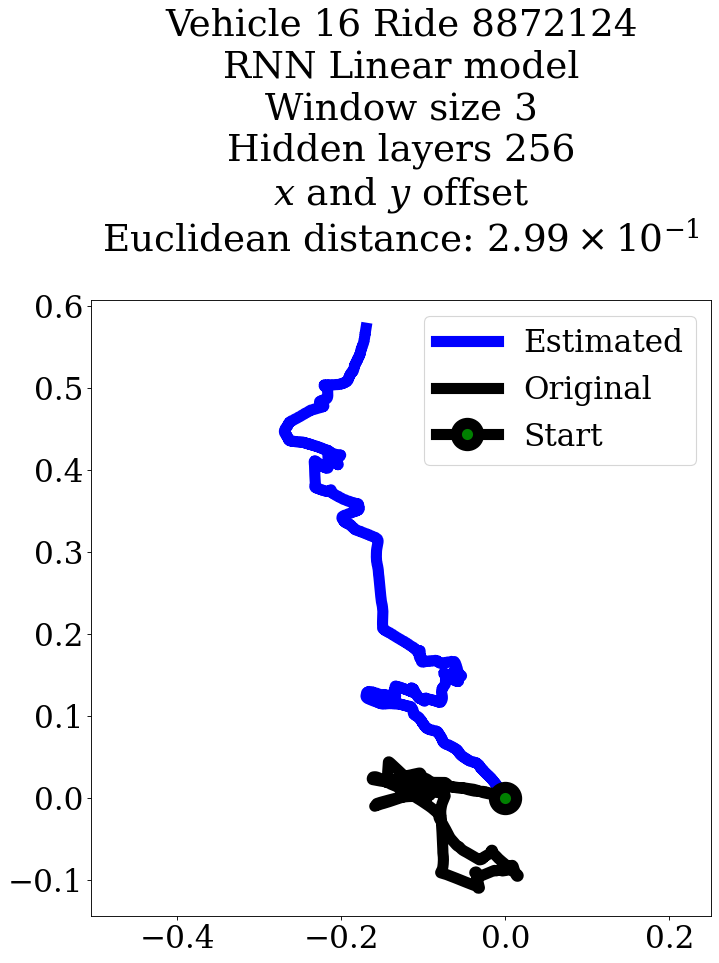 Vehicle 16 Ride 8872124
RNN Linear model
Window size 3
Hidden layers 256
x and y offset
Euclidean distance: 2.99 × 10⁻¹
Estimated
Original
Start
0.6
0.5
0.4
0.3
0.2
0.1
0.0
−0.1
−0.4 −0.2 0.0 0.2